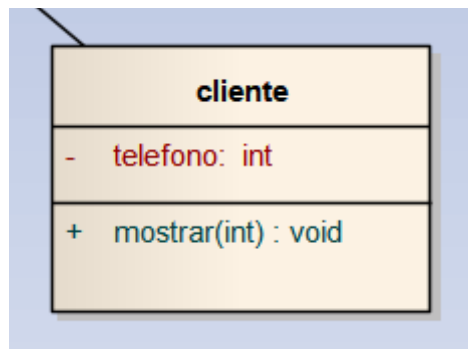 cliente
- telefono: int
+ mostrar(int) : void